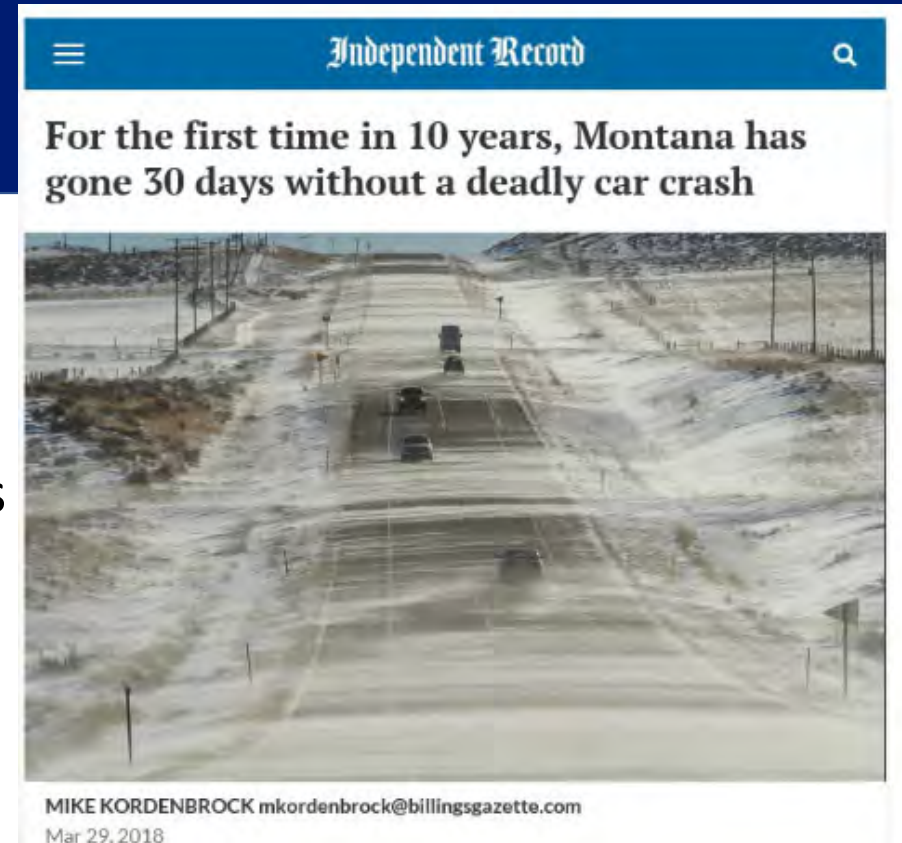 Independent Record
For the first time in 10 years, Montana has
gone 30 days without a deadly car crash
s
MIKE KORDENBROCK mkordenbrock@billingsgazette.com
Mar 29, 2018